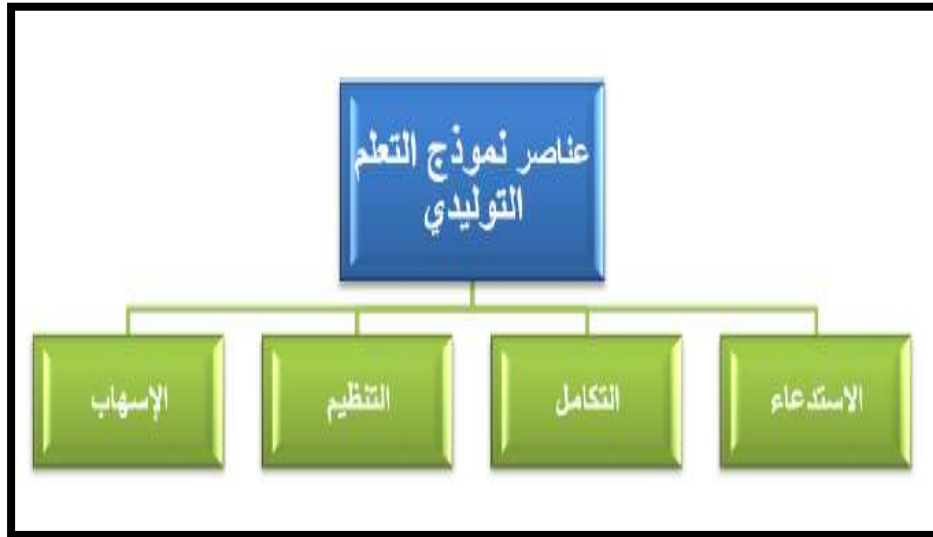 عناصر نموذج التعلم
التوليدي
الاستدعاء
التكامل
التنظيم
الإسهاب